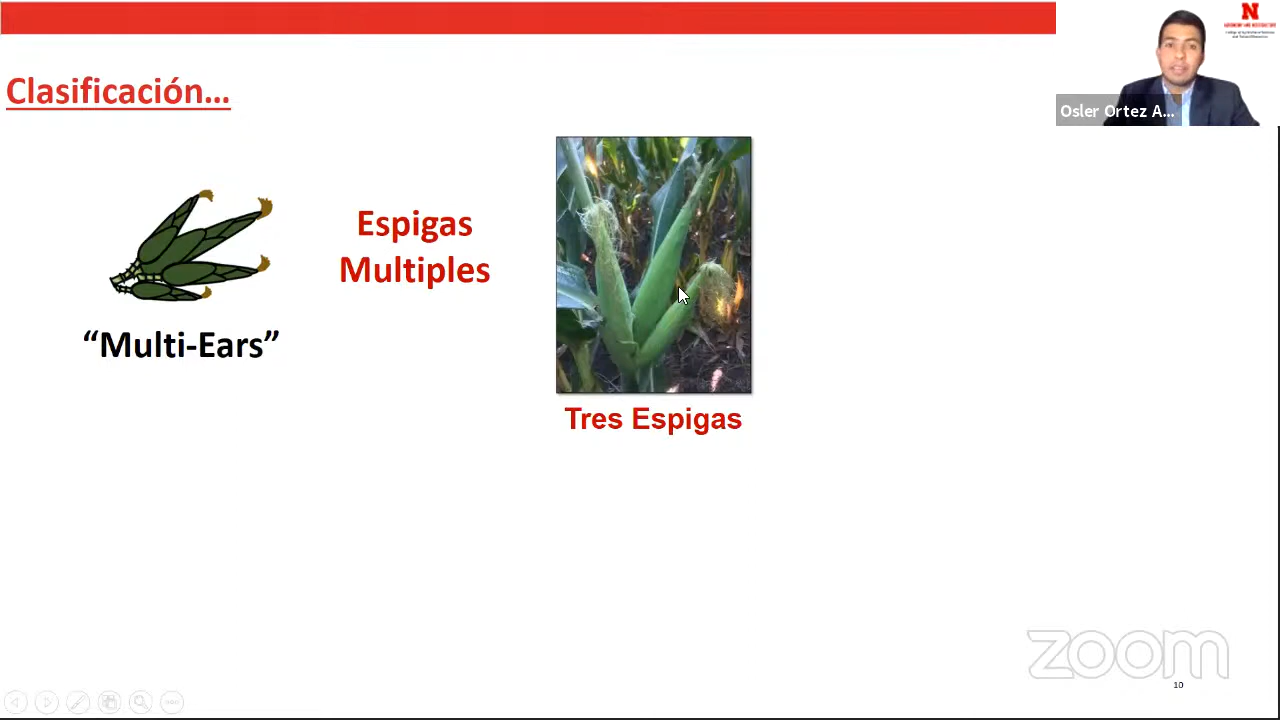 Clasificación...
N
Osler Ortez A...
Espigas
Multiples
“Multi-Ears”
Tres Espigas
zoom
10